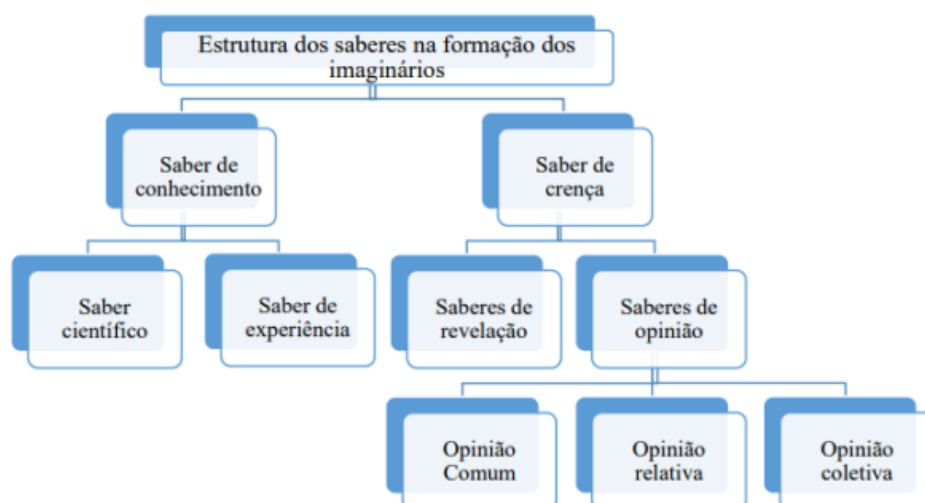 Estrutura dos saberes na formação dos
imaginários
Saber de
conhecimento
Saber de
crença
Saber
científico
Saber de
experiência
Saberes de
revelação
Saberes de
opinião
Opinião
Comum
Opinião
relativa
Opinião
coletiva